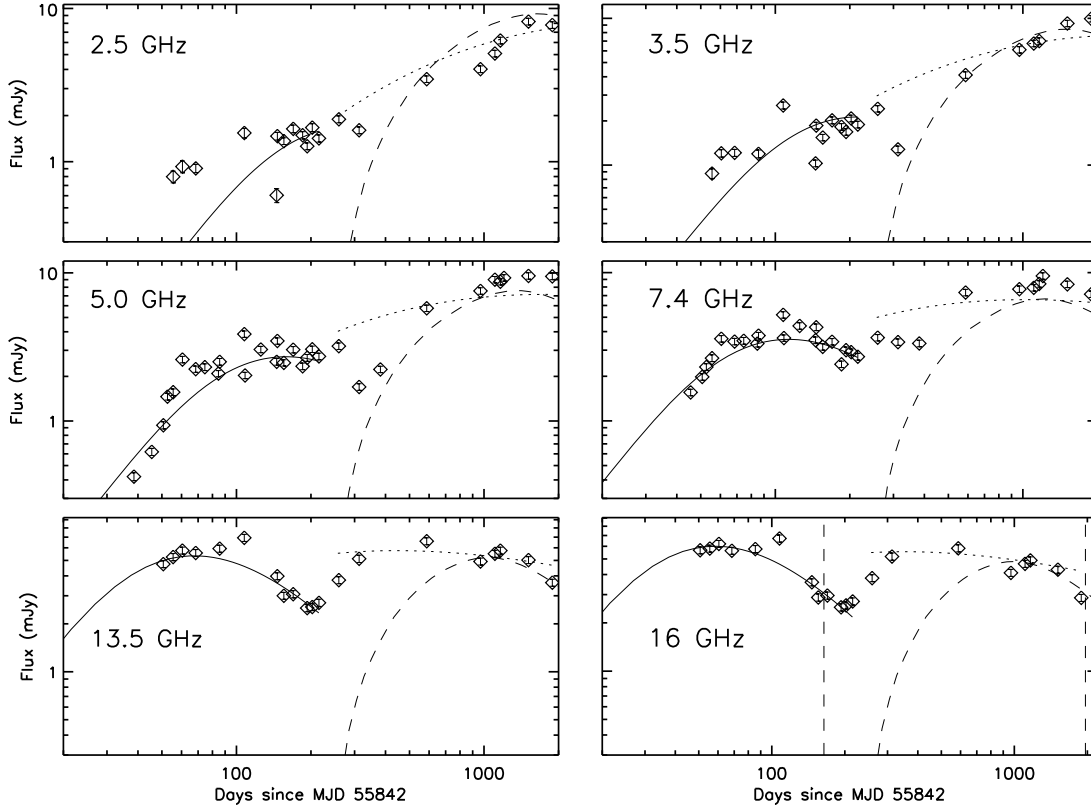 10
2.5 GHz
3.5 GHz
Flux (mJy)
1
10
5.0 GHz
7.4 GHz
Flux (mJy)
1
13.5 GHz
16 GHz
Flux (mJy)
1
100
1000
100
1000
Days since MJD 55842
Days since MJD 55842